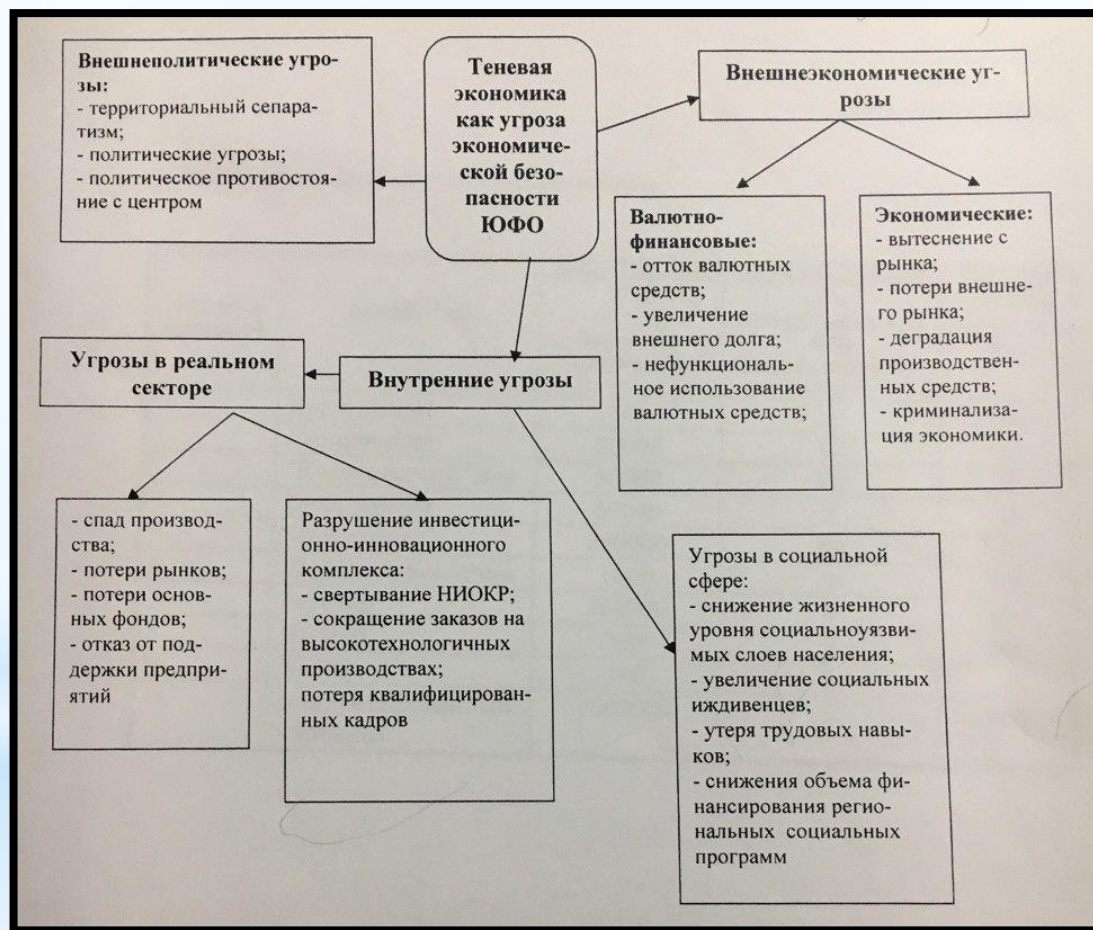 Внешнеполитические угро-
зы:
- территориальный сепара-
тизм;
- политические угрозы;
- политическое противостоя-
ние с центром
Теневая
экономика
как угроза
экономиче-
ской безо-
пасности
ЮФО
Внешнеэкономические уг-
розы
Валютно-
финансовые:
- отток валютных
средств;
- увеличение
внешнего долга;
- нефункциональ-
ное использование
валютных средств;
Экономические:
- вытеснение с
рынка;
- потери внешне-
го рынка;
- деградация
производствен-
ных средств;
- криминализа-
ция экономики.
Угрозы в реальном
секторе
Внутренние угрозы
- спад производ-
ства;
- потери рынков;
- потери основ-
ных фондов;
- отказ от под-
держки предпри-
ятий
Разрушение инвестици-
онно-инновационного
комплекса:
- свертывание НИОКР;
- сокращение заказов на
высокотехнологичных
производствах;
потеря квалифицирован-
ных кадров
Угрозы в социальной
сфере:
- снижение жизненного
уровня социальноуязви-
мых слоев населения;
- увеличение социальных
иждивенцев;
- утеря трудовых навы-
ков;
- снижения объема фи-
нансирования регио-
нальных социальных
программ